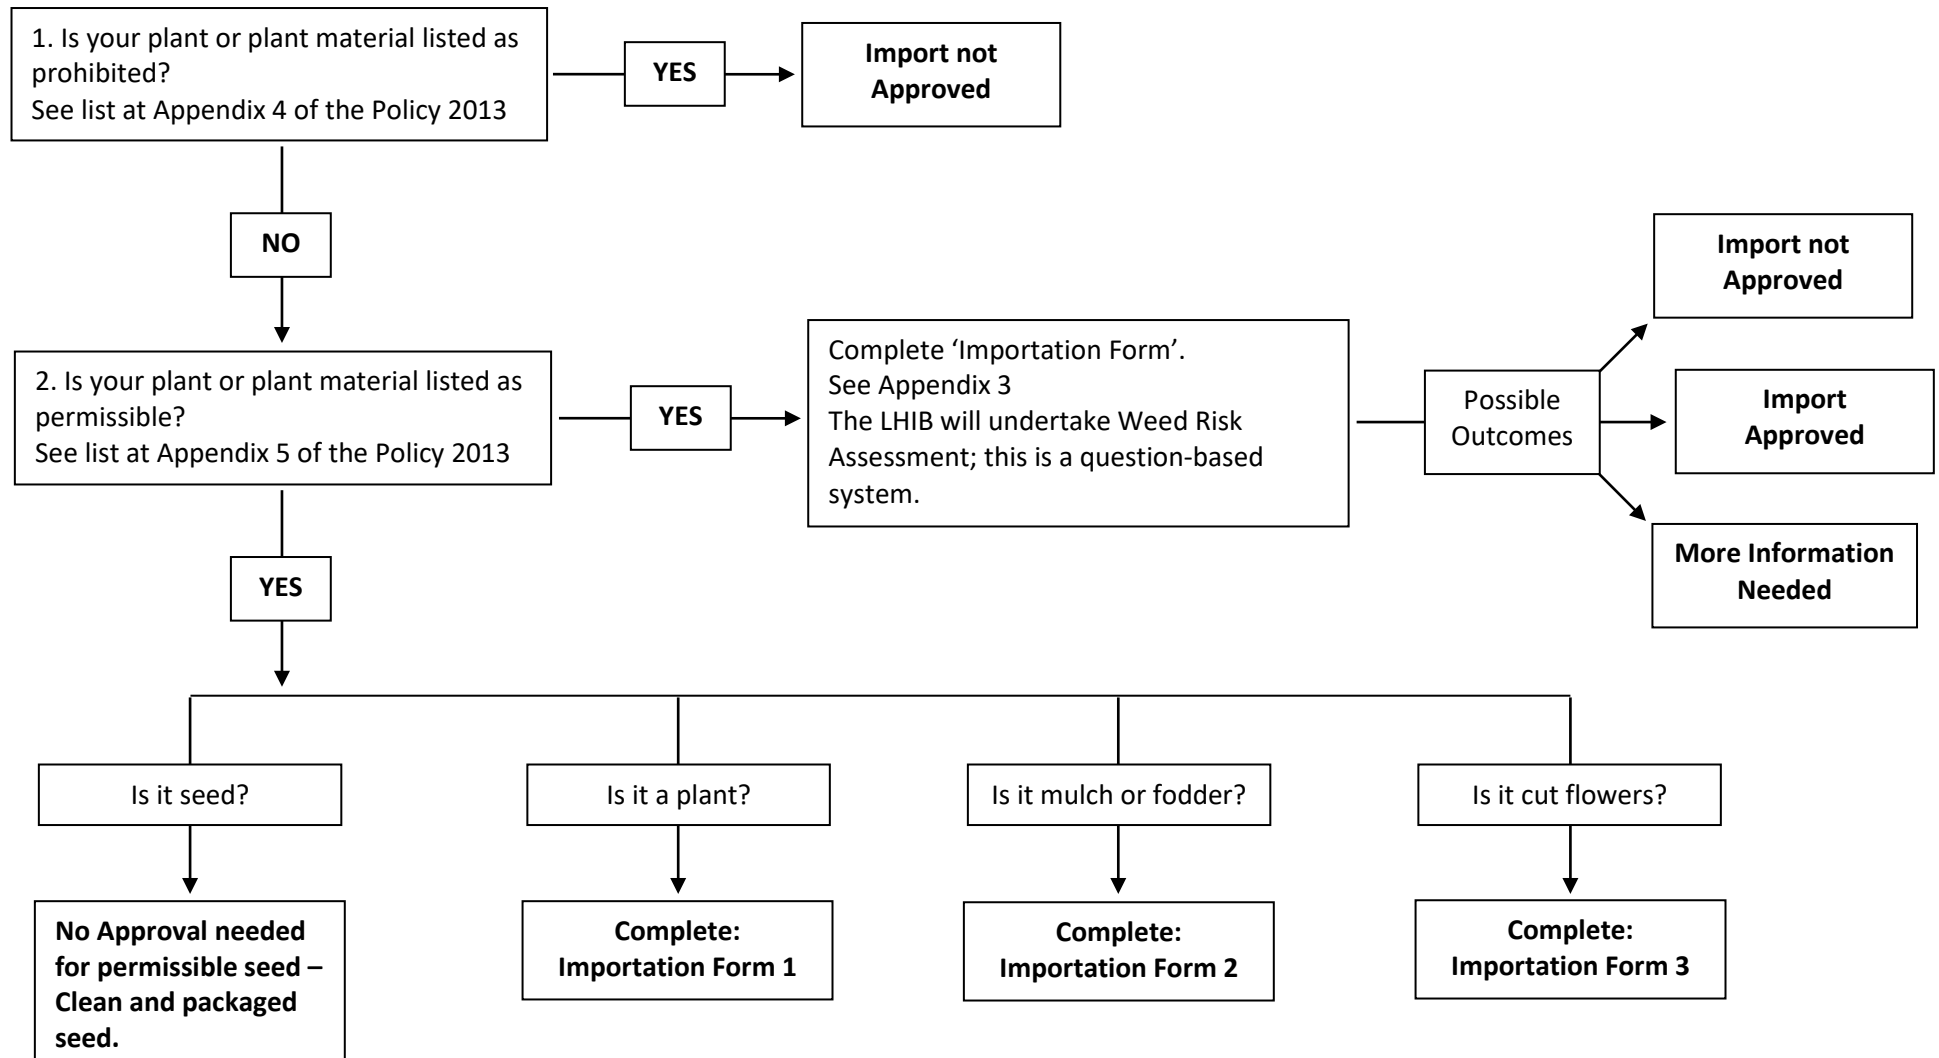 1. Is your plant or plant material listed as
prohibited?
See list at Appendix 4 of the Policy 2013
YES
Import not
Approved
NO
2. Is your plant or plant material listed as
permissible?
See list at Appendix 5 of the Policy 2013
YES
Complete ‘Importation Form’.
See Appendix 3
The LHIB will undertake Weed Risk
Assessment; this is a question-based
system.
Possible
Outcomes
Import not
Approved
Import
Approved
More Information
Needed
YES
Is it seed?
Is it a plant?
Is it mulch or fodder?
Is it cut flowers?
No Approval needed
for permissible seed –
Clean and packaged
seed.
Complete:
Importation Form 1
Complete:
Importation Form 2
Complete:
Importation Form 3